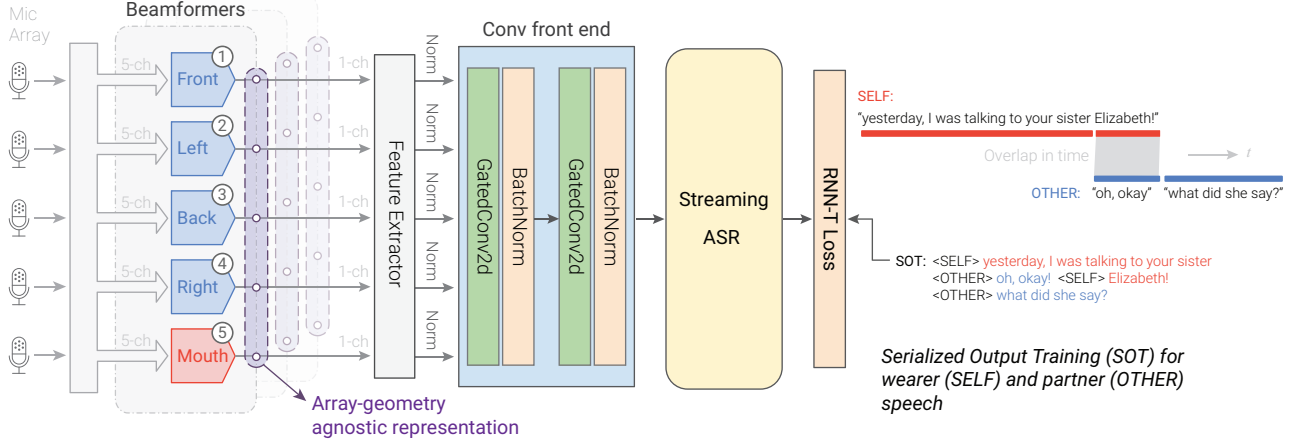 Mic
Array
Beamformers
5-ch
1
Front
1-ch
Norm
5-ch
2
Left
1-ch
Norm
5-ch
3
Back
1-ch
Norm
5-ch
4
Right
1-ch
Norm
5-ch
5
Mouth
1-ch
Norm
Array-geometry
agnostic representation
Feature Extractor
Conv front end
GatedConv2d
BatchNorm
GatedConv2d
BatchNorm
Streaming
ASR
RNN-T Loss
SELF:
“yesterday, I was talking to your sister Elizabeth!”
Overlap in time
t
OTHER: “oh, okay” “what did she say?”
SOT: <SELF> yesterday, I was talking to your sister
<OTHER> oh, okay! <SELF> Elizabeth!
<OTHER> what did she say?
Serialized Output Training (SOT) for
wearer (SELF) and partner (OTHER)
speech